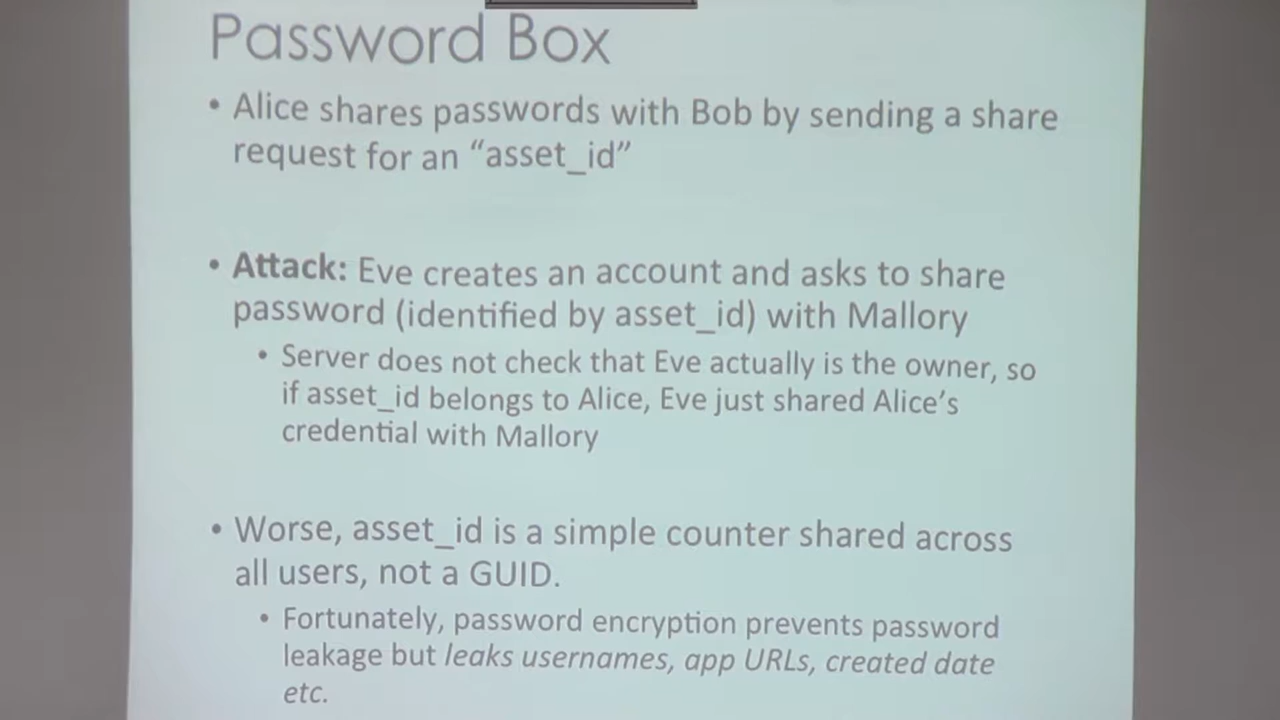 Password Box
• Alice shares passwords with Bob by sending a share
request for an “asset_id”
• Attack: Eve creates an account and asks to share
password (identified by asset_id) with Mallory
• Server does not check that Eve actually is the owner, so
if asset_id belongs to Alice, Eve just shared Alice’s
credential with Mallory
• Worse, asset_id is a simple counter shared across
all users, not a GUID.
• Fortunately, password encryption prevents password
leakage but leaks usernames, app URLs, created date
etc.